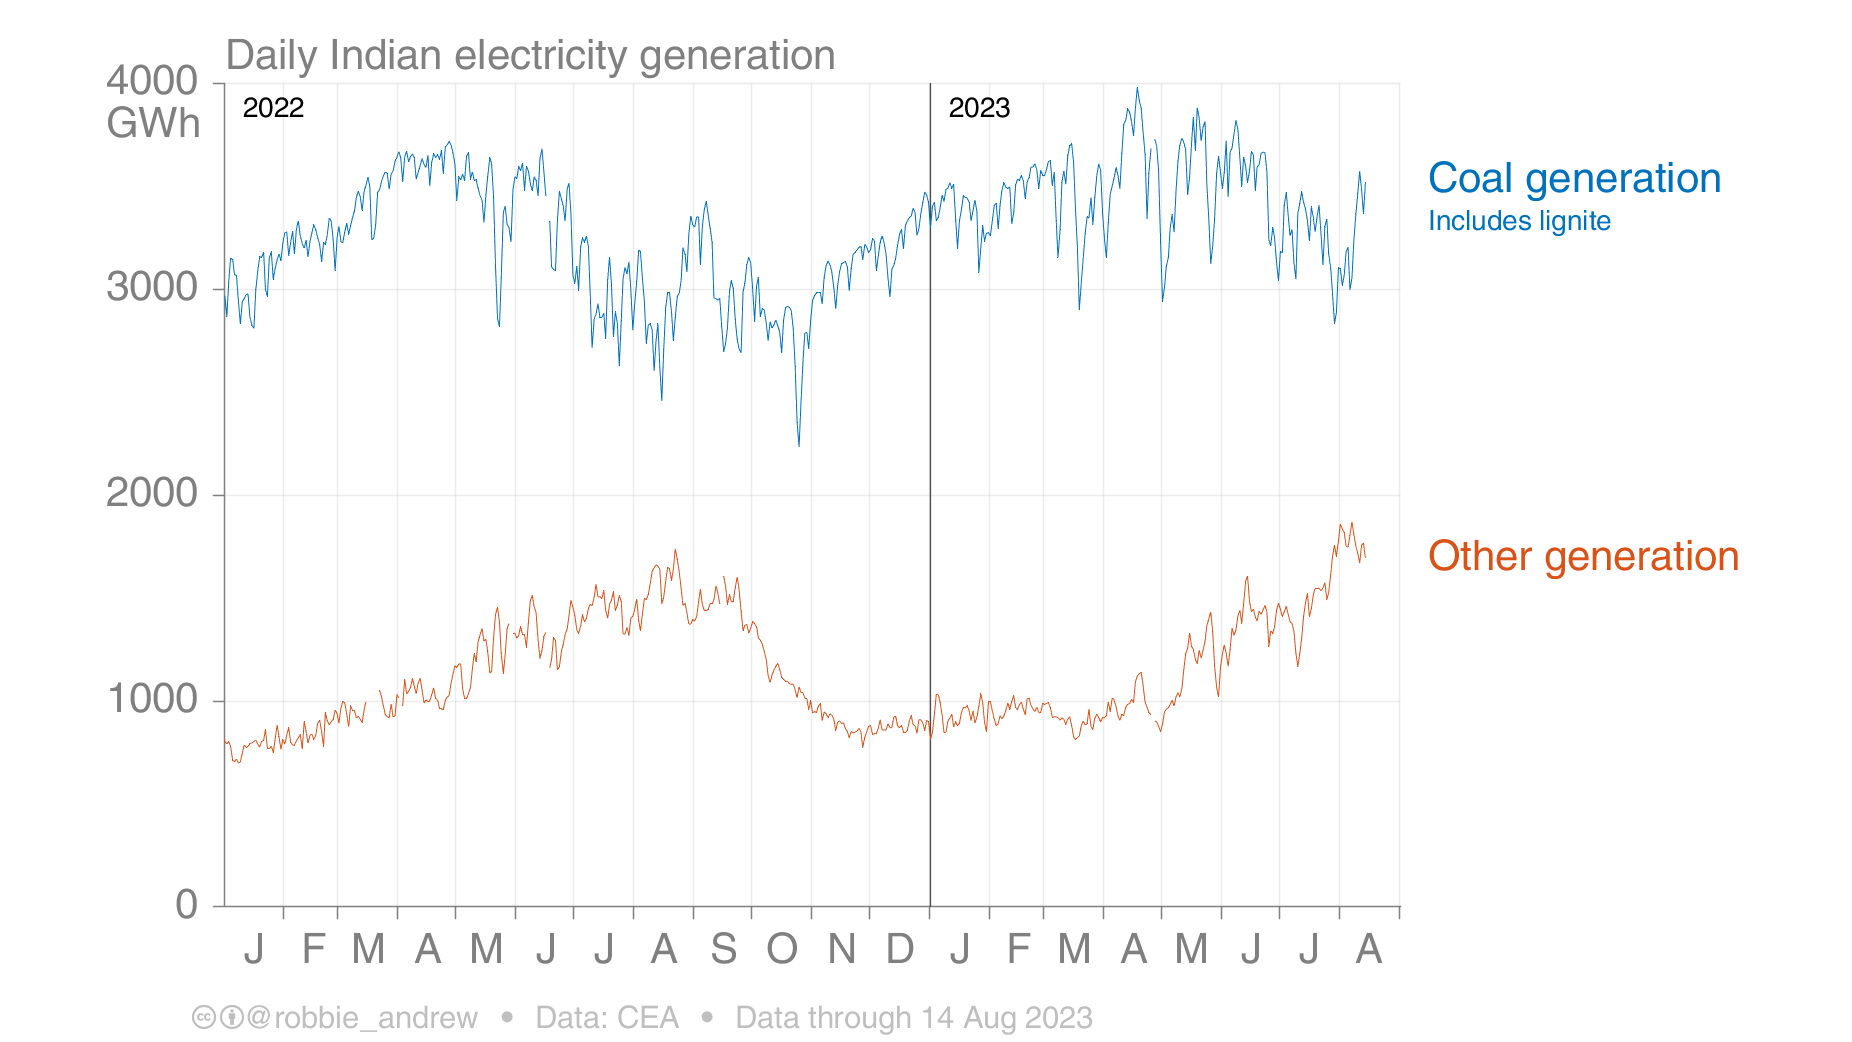 Daily Indian electricity generation
4000
GWh
2022
2023
3000
2000
1000
0
Coal generation
Includes lignite
Other generation
J F M A M J J A S O N D J F M A M J J A
@robbie_andrew • Data: CEA • Data through 14 Aug 2023